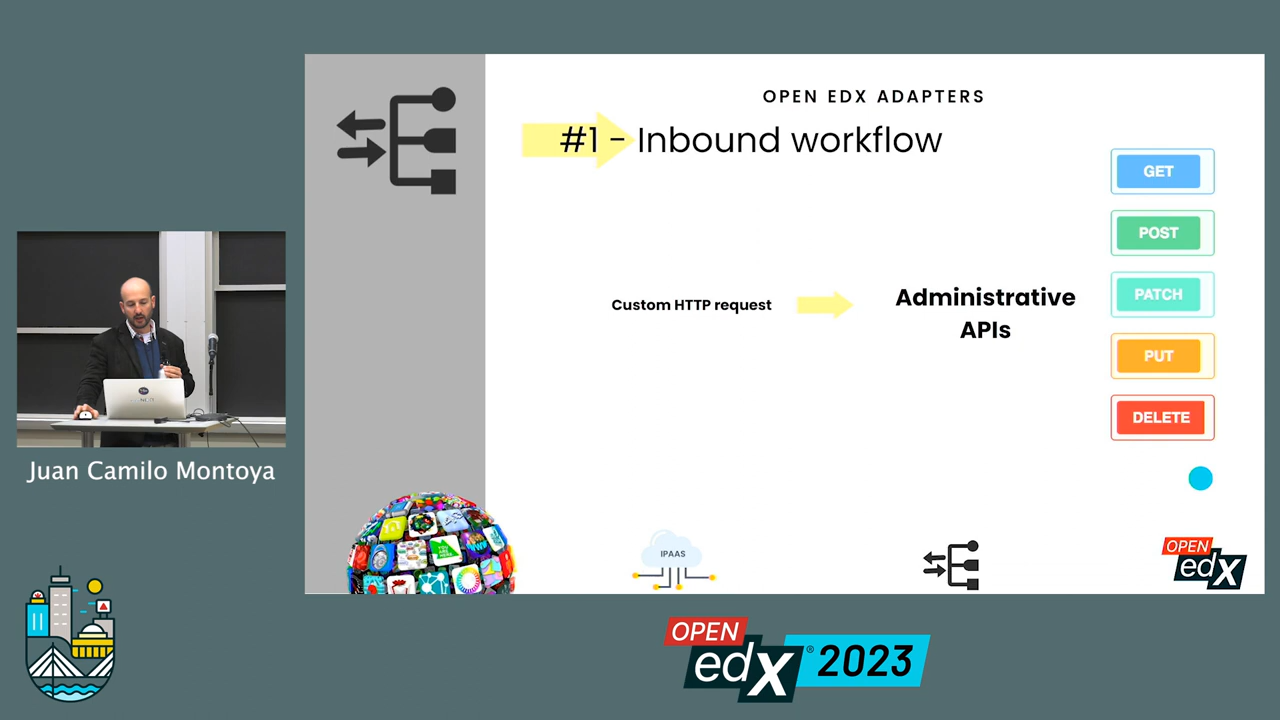 OPEN EDX ADAPTERS
#1 - Inbound workflow
GET
POST
Custom HTTP request
Administrative
APIs
PATCH
PUT
DELETE
Juan Camilo Montoya
IPAAS
OPEN
edX
OPEN
edX® 2023